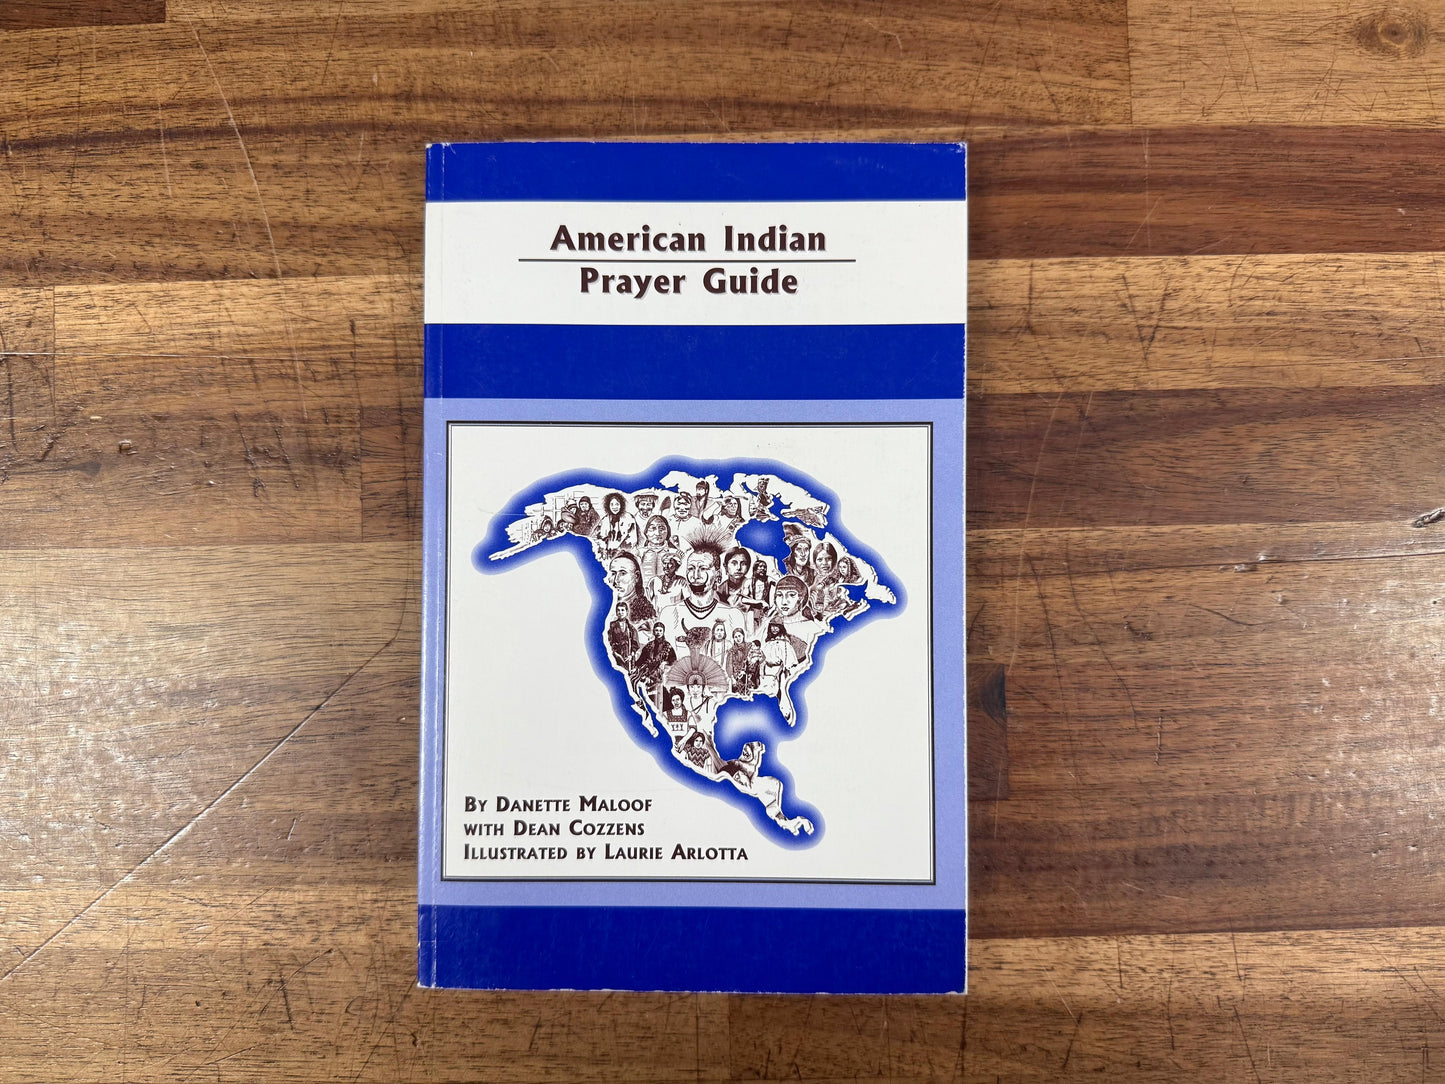 American Indian
Prayer Guide
By Danette Maloof
with Dean Cozzens
Illustrated by Laurie Arlotta